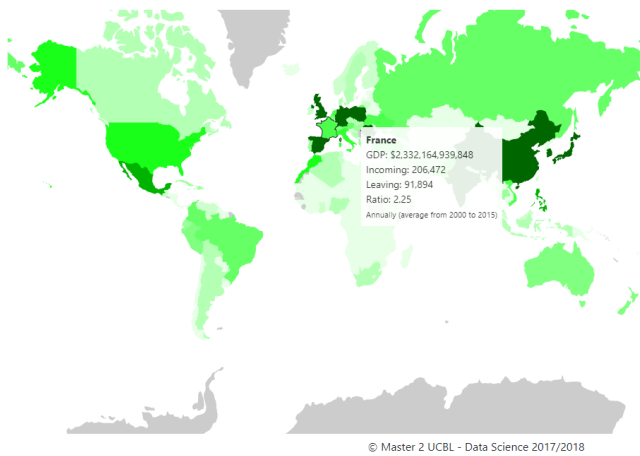 France
GDP: $2,332,164,939,848
Incoming: 206,472
Leaving: 91,894
Ratio: 2.25
Annually (average from 2000 to 2015)
© Master 2 UCBL - Data Science 2017/2018